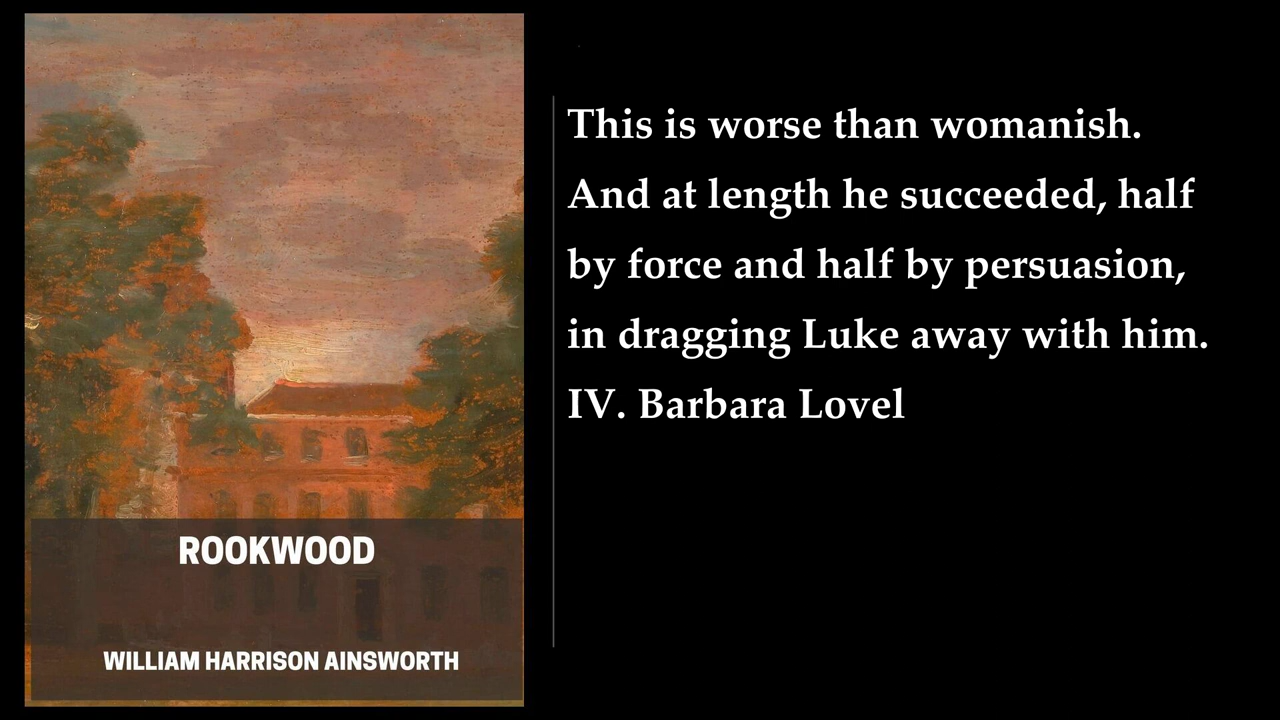 This is worse than womanish.
And at length he succeeded, half
by force and half by persuasion,
in dragging Luke away with him.
IV. Barbara Lovel
ROOKWOOD
WILLIAM HARRISON AINSWORTH